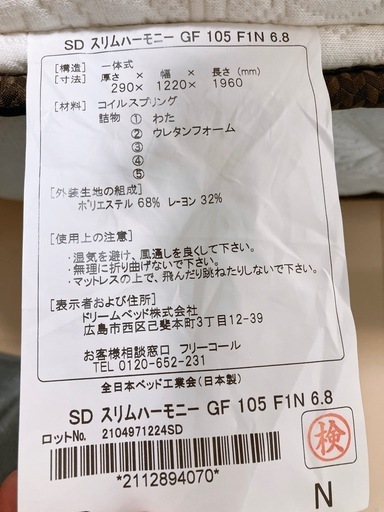 SD スリムハーモニー GF 105 F1N 6.8
[構造] 一体式
[寸法] 厚さ × 幅 × 長さ (mm)
290× 1220× 1960
[材料] コイルスプリング
詰物 ① わた
② ウレタンフォーム
③
④
⑤
[外装生地の組成]
ポリエステル 68% レーヨン 32%
[使用上の注意]
・湿気を避け、風通しを良くして下さい。
・無理に折り曲げないで下さい。
・マットレスの上で、飛んだり跳ねたりしないで下さい。
[表示者および住所]
ドリームベッド株式会社
広島市西区己斐本町3丁目12-39
お客様相談窓口 フリーコール
TEL 0120-652-231
全日本ベッド工業会(日本製)
SD スリムハーモニー GF 105 F1N 6.8
ロットNo. 2104971224SD
検
*2112894070*
N